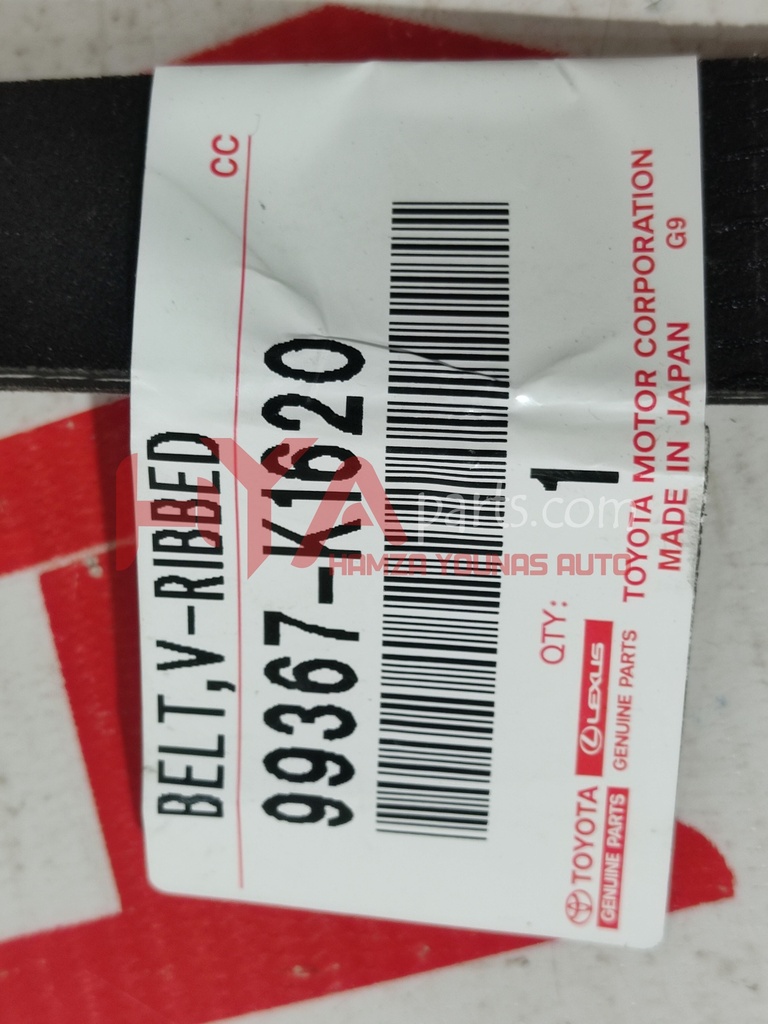 CC
BELT,V-RIBBED
99367-K1620
QTY: 1
TOYOTA LEXUS TOYOTA MOTOR CORPORATION
GENUINE PARTS GENUINE PARTS MADE IN JAPAN G9
HYA parts.com
HAMZA YOUNAS AUTO